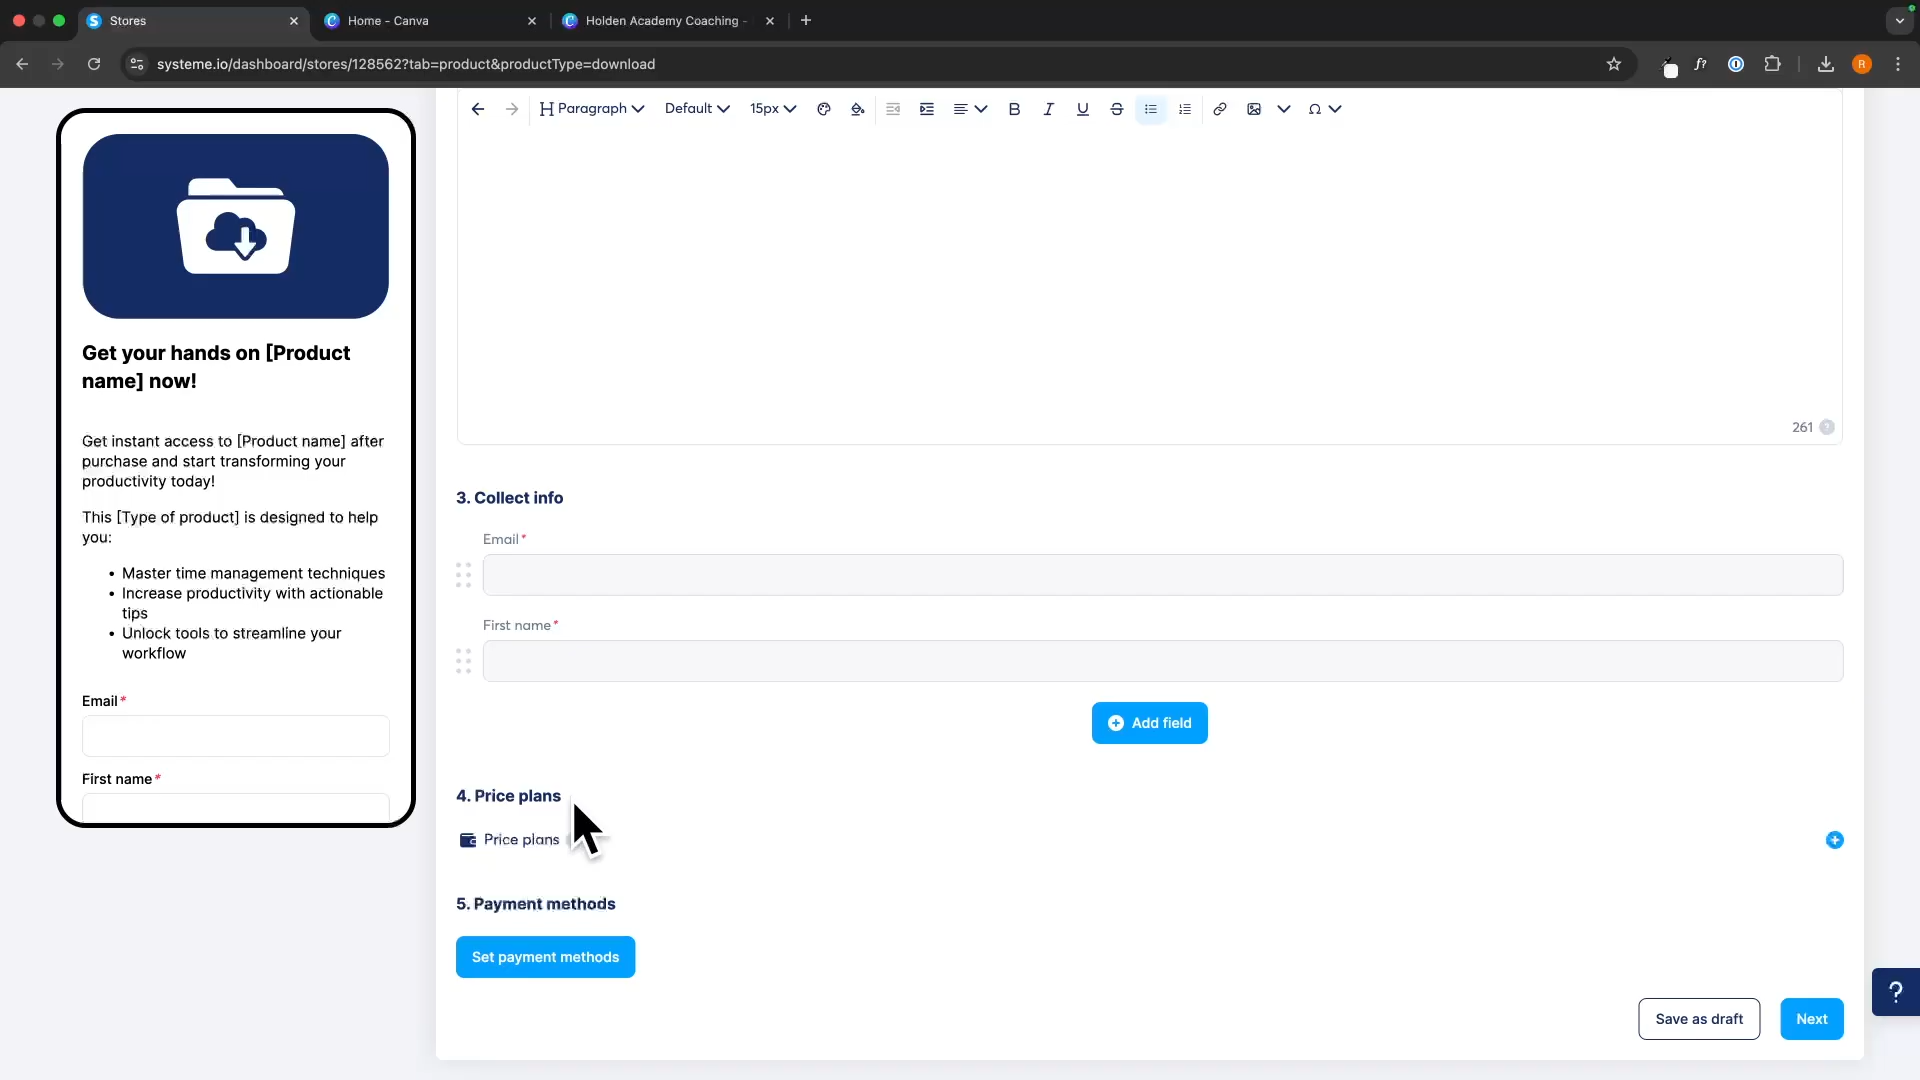 Stores
Home - Canva
Holden Academy Coaching -
systeme.io/dashboard/stores/128562?tab=product&productType=download
f?
R
Paragraph
Default
15px
B
I
U
S
Ω
261
?
Get your hands on [Product
name] now!
Get instant access to [Product name] after
purchase and start transforming your
productivity today!
This [Type of product] is designed to help
you:
• Master time management techniques
• Increase productivity with actionable
tips
• Unlock tools to streamline your
workflow
Email*
First name*
3. Collect info
Email*
First name*
Add field
4. Price plans
Price plans
5. Payment methods
Set payment methods
Save as draft
Next
?